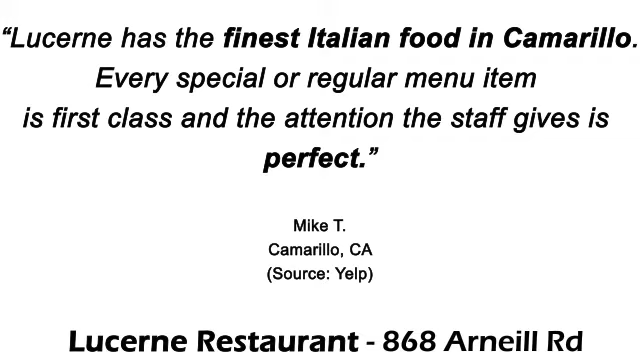 “Lucerne has the finest Italian food in Camarillo.
Every special or regular menu item
is first class and the attention the staff gives is
perfect.”
Mike T.
Camarillo, CA
(Source: Yelp)
Lucerne Restaurant - 868 Arneill Rd